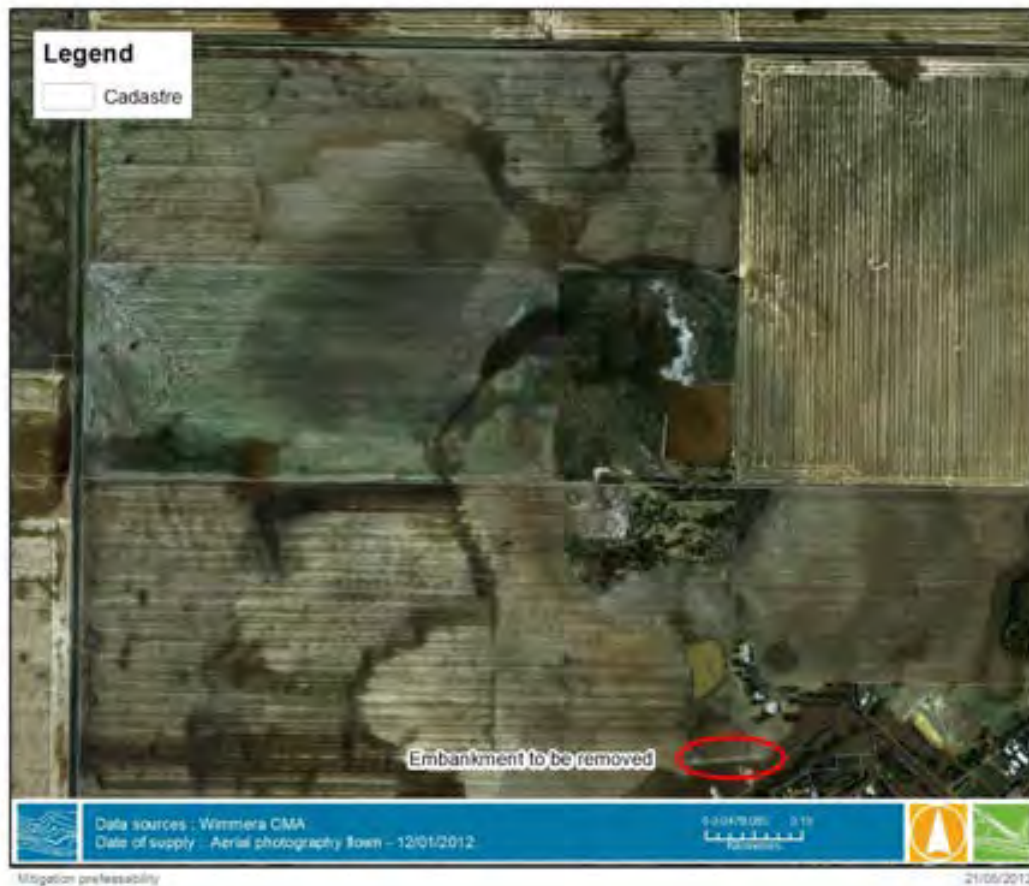 Legend
Cadastre
Embankment to be removed
Data sources : Wimmera CMA
Date of supply : Aerial photography flown - 12/01/2012
Kilometers
Mitigation prefeasability